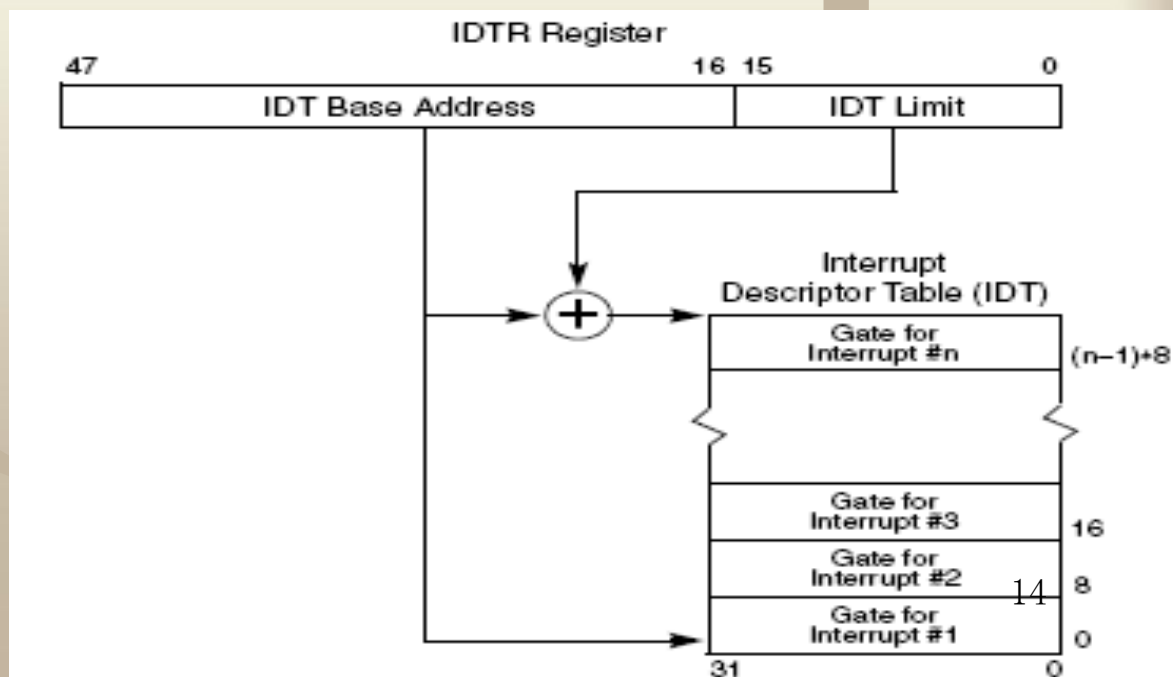 IDTR Register
47 16 15 0
IDT Base Address IDT Limit
Interrupt
Descriptor Table (IDT)
Gate for
Interrupt #n
(n–1)*8
Gate for
Interrupt #3
16
Gate for
Interrupt #2
8
14
Gate for
Interrupt #1
0
31 0